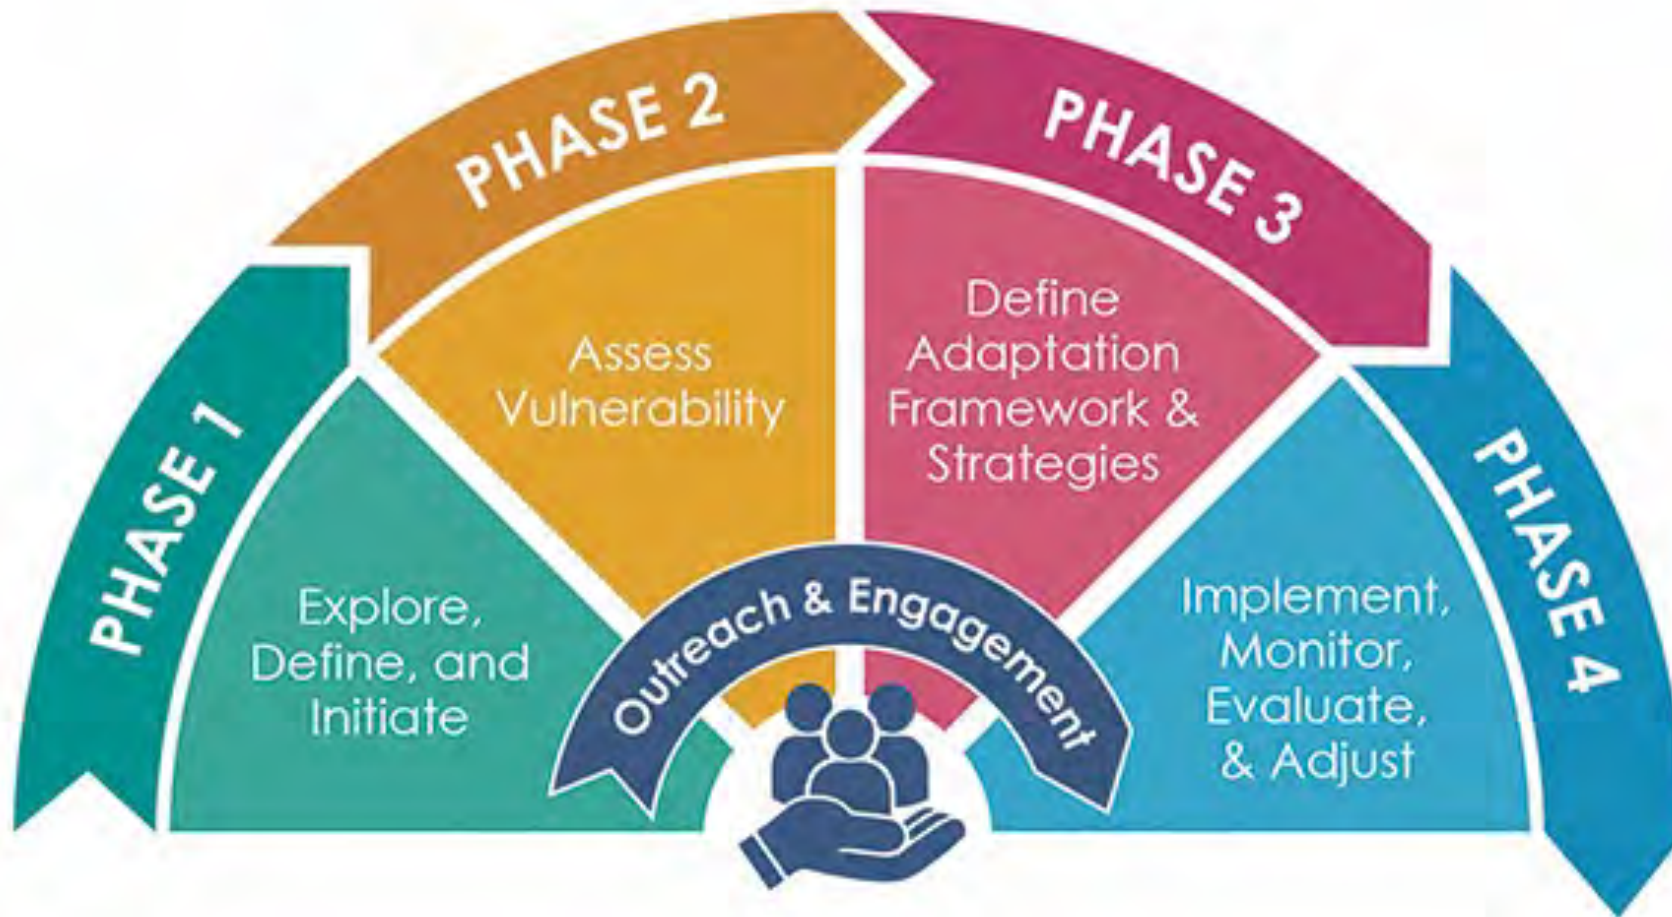 PHASE 1
Explore,
Define, and
Initiate
PHASE 2
Assess
Vulnerability
PHASE 3
Define
Adaptation
Framework &
Strategies
PHASE 4
Implement,
Monitor,
Evaluate,
& Adjust
Outreach & Engagement